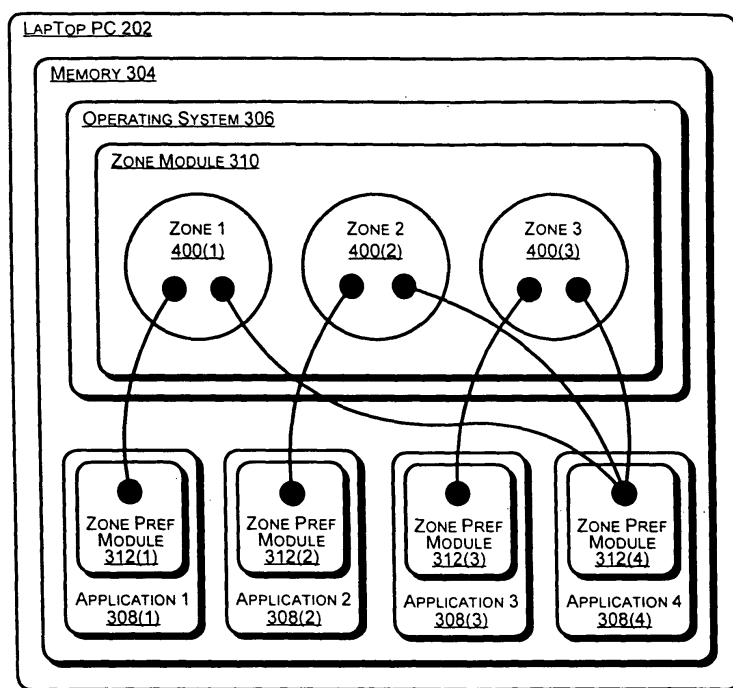 LAPTOP PC 202
MEMORY 304
OPERATING SYSTEM 306
ZONE MODULE 310
ZONE 1
400(1)
ZONE 2
400(2)
ZONE 3
400(3)
ZONE PREF
MODULE
312(1)
APPLICATION 1
308(1)
ZONE PREF
MODULE
312(2)
APPLICATION 2
308(2)
ZONE PREF
MODULE
312(3)
APPLICATION 3
308(3)
ZONE PREF
MODULE
312(4)
APPLICATION 4
308(4)